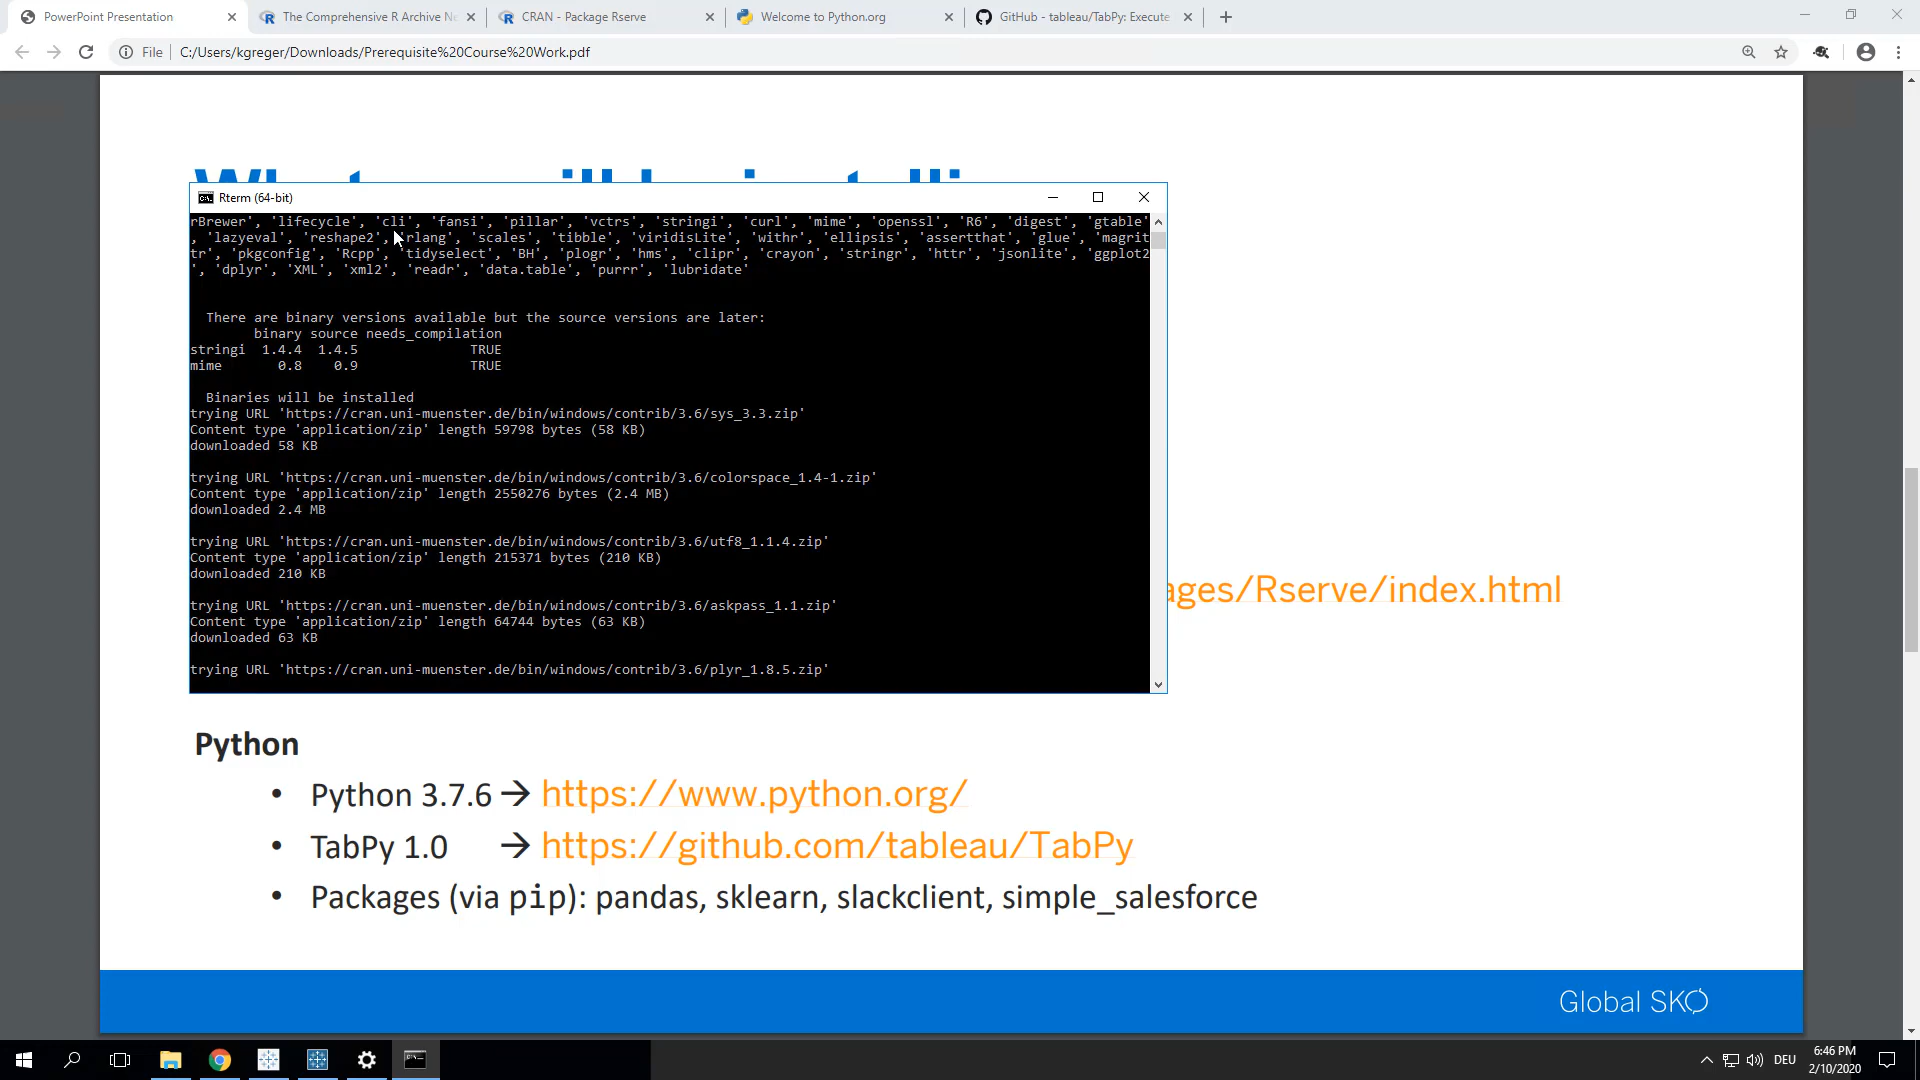 PowerPoint Presentation
The Comprehensive R Archive Ne
CRAN - Package Rserve
Welcome to Python.org
GitHub - tableau/TabPy: Execute
File
C:/Users/kgreger/Downloads/Prerequisite%20Course%20Work.pdf
Rterm (64-bit)
rBrewer', 'lifecycle', 'cli', 'fansi', 'pillar', 'vctrs', 'stringi', 'curl', 'mime', 'openssl', 'R6', 'digest', 'gtable'
, 'lazyeval', 'reshape2', 'rlang', 'scales', 'tibble', 'viridisLite', 'withr', 'ellipsis', 'assertthat', 'glue', 'magrit
tr', 'pkgconfig', 'Rcpp', 'tidyselect', 'BH', 'plogr', 'hms', 'clipr', 'crayon', 'stringr', 'httr', 'jsonlite', 'ggplot2
', 'dplyr', 'XML', 'xml2', 'readr', 'data.table', 'purrr', 'lubridate'
There are binary versions available but the source versions are later:
binary source needs_compilation
stringi 1.4.4 1.4.5 TRUE
mime 0.8 0.9 TRUE
Binaries will be installed
trying URL 'https://cran.uni-muenster.de/bin/windows/contrib/3.6/sys_3.3.zip'
Content type 'application/zip' length 59798 bytes (58 KB)
downloaded 58 KB
trying URL 'https://cran.uni-muenster.de/bin/windows/contrib/3.6/colorspace_1.4-1.zip'
Content type 'application/zip' length 2550276 bytes (2.4 MB)
downloaded 2.4 MB
trying URL 'https://cran.uni-muenster.de/bin/windows/contrib/3.6/utf8_1.1.4.zip'
Content type 'application/zip' length 215371 bytes (210 KB)
downloaded 210 KB
trying URL 'https://cran.uni-muenster.de/bin/windows/contrib/3.6/askpass_1.1.zip'
Content type 'application/zip' length 64744 bytes (63 KB)
downloaded 63 KB
trying URL 'https://cran.uni-muenster.de/bin/windows/contrib/3.6/plyr_1.8.5.zip'
ages/Rserve/index.html
Python
• Python 3.7.6 → https://www.python.org/
• TabPy 1.0 → https://github.com/tableau/TabPy
• Packages (via pip): pandas, sklearn, slackclient, simple_salesforce
Global SKO
DEU
6:46 PM
2/10/2020